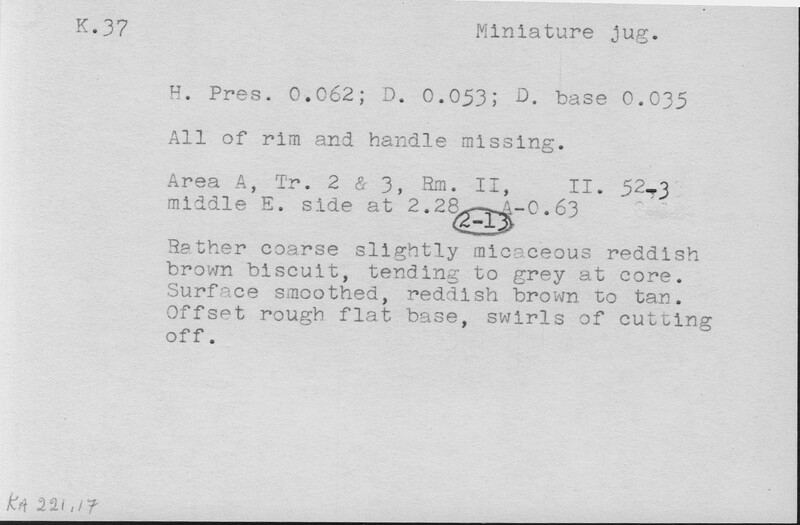 K.37
Miniature jug.
H. Pres. 0.062; D. 0.053; D. base 0.035
All of rim and handle missing.
Area A, Tr. 2 & 3, Rm. II, II. 52,3
middle E. side at 2.28 A-0.63
2-13
Rather coarse slightly micaceous reddish
brown biscuit, tending to grey at core.
Surface smoothed, reddish brown to tan.
Offset rough flat base, swirls of cutting
off.
KA 221,17